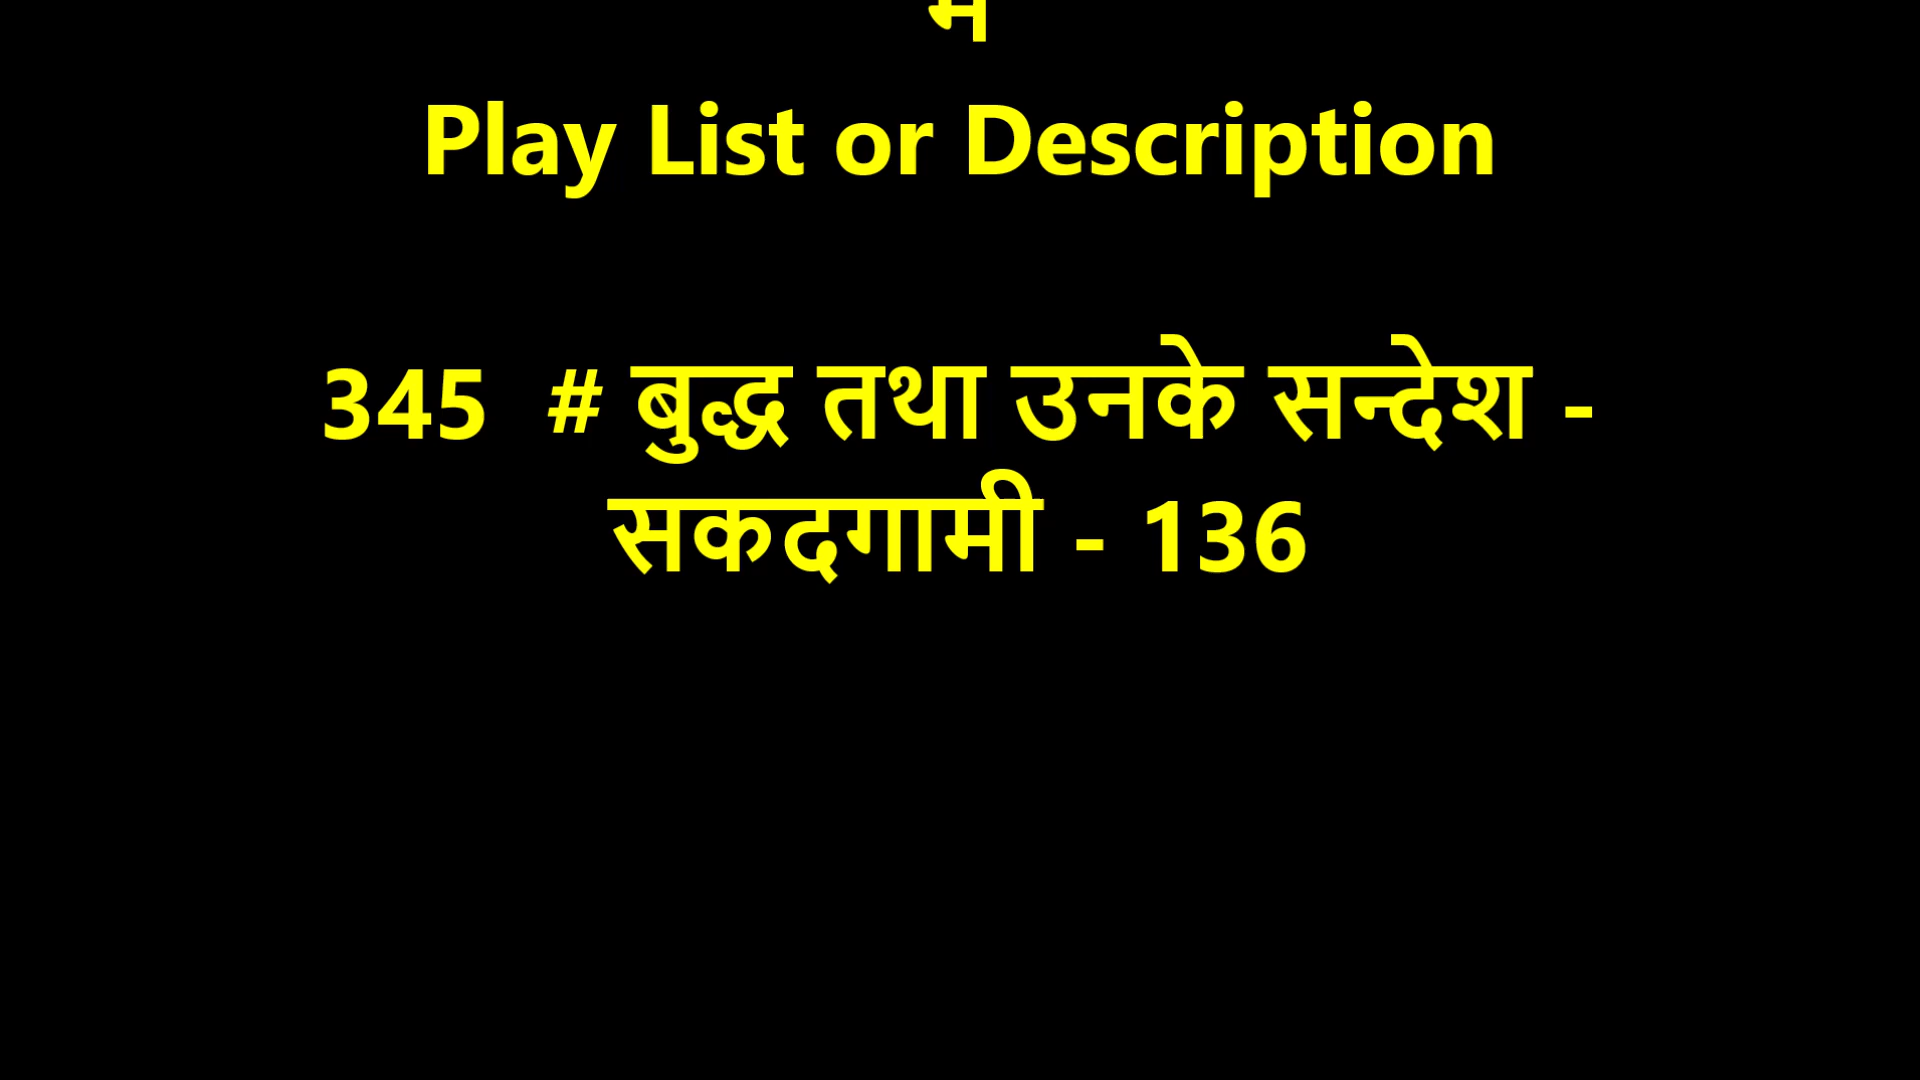 Play List or Description
345 # बुद्ध तथा उनके सन्देश -
सकदगामी - 136